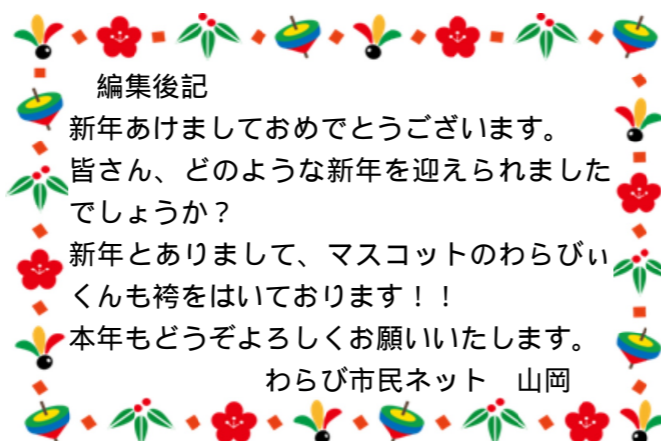 編集後記
新年あけましておめでとうございます。
皆さん、どのような新年を迎えられました
でしょうか？
新年とありまして、マスコットのわらびぃ
くんも袴をはいております！！
本年もどうぞよろしくお願いいたします。
わらび市民ネット　山岡